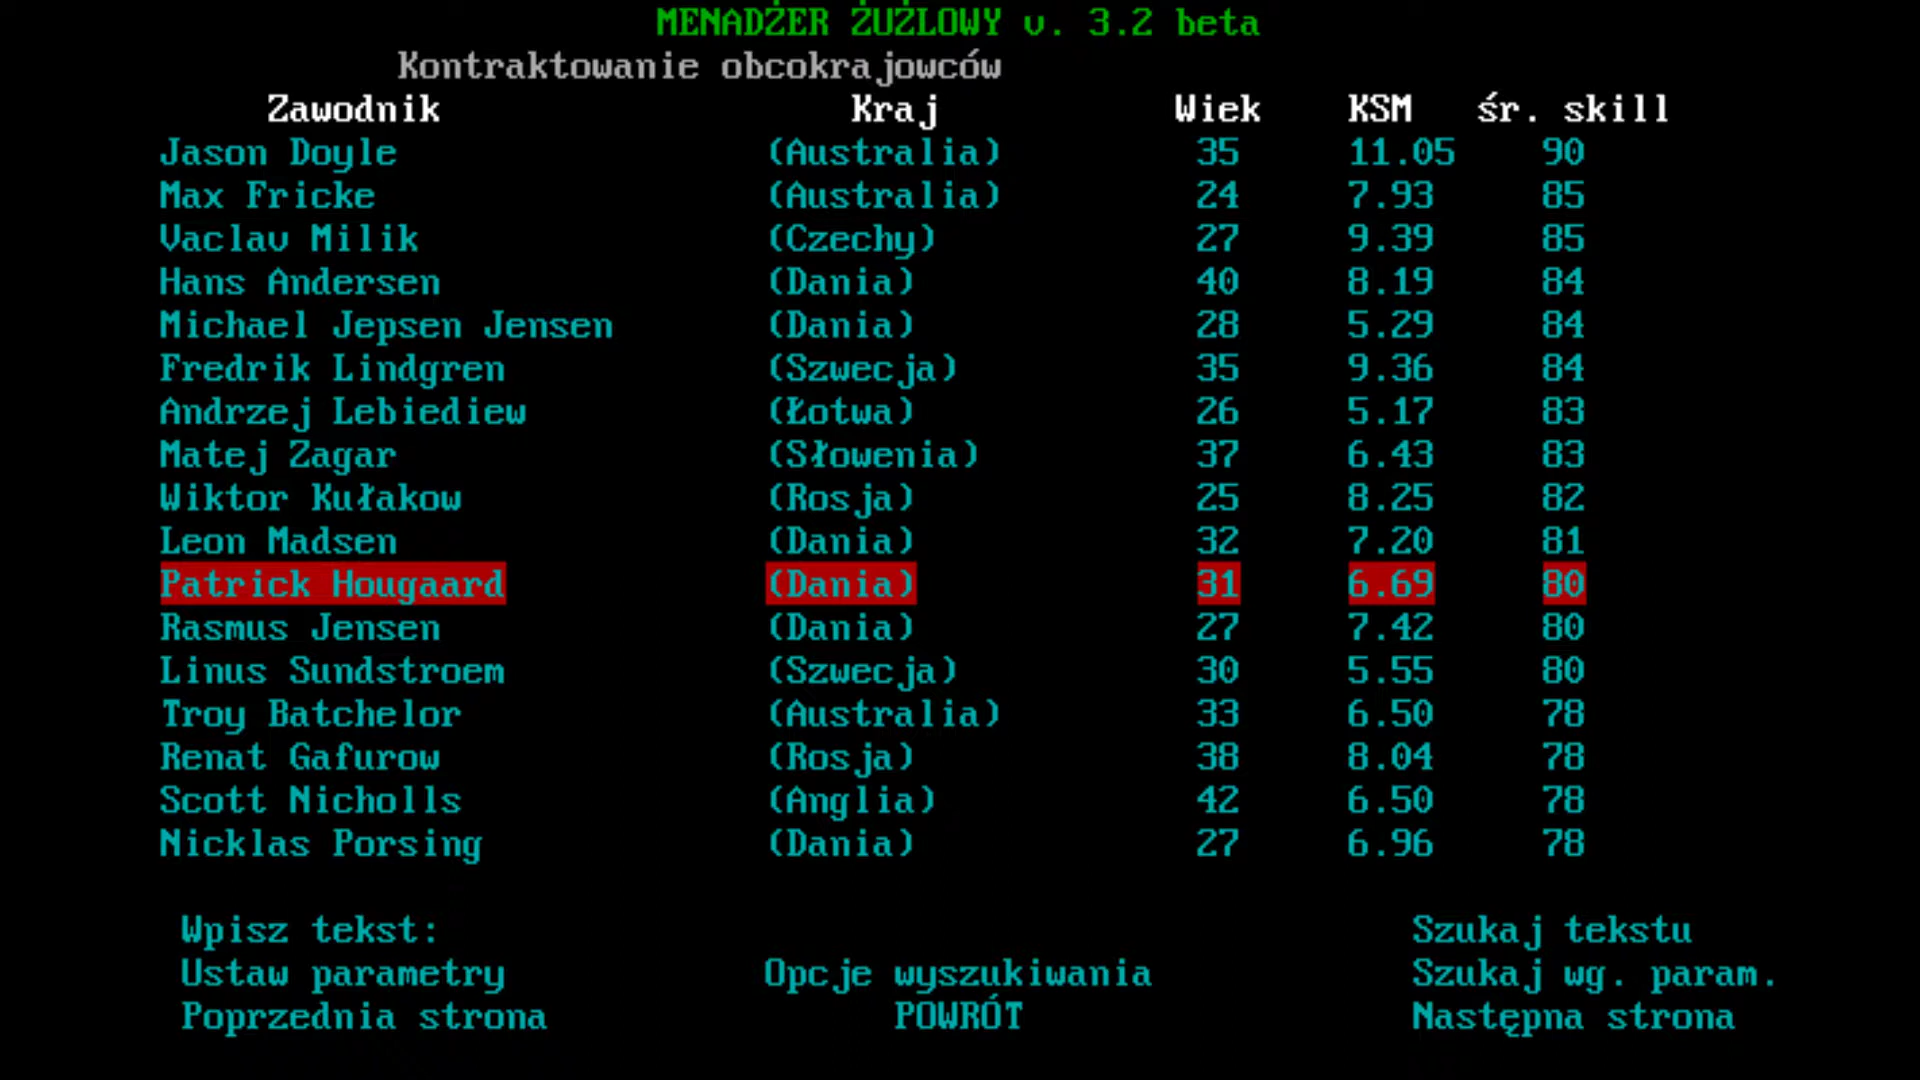 MENADŻER ŻUŻLOWY v. 3.2 beta
Kontraktowanie obcokrajowców
Zawodnik Kraj Wiek KSM śr. skill
Jason Doyle (Australia) 35 11.05 90
Max Fricke (Australia) 24 7.93 85
Vaclav Milik (Czechy) 27 9.39 85
Hans Andersen (Dania) 40 8.19 84
Michael Jepsen Jensen (Dania) 28 5.29 84
Fredrik Lindgren (Szwecja) 35 9.36 84
Andrzej Lebiediew (Łotwa) 26 5.17 83
Matej Zagar (Słowenia) 37 6.43 83
Wiktor Kułakow (Rosja) 25 8.25 82
Leon Madsen (Dania) 32 7.20 81
Patrick Hougaard (Dania) 31 6.69 80
Rasmus Jensen (Dania) 27 7.42 80
Linus Sundstroem (Szwecja) 30 5.55 80
Troy Batchelor (Australia) 33 6.50 78
Renat Gafurow (Rosja) 38 8.04 78
Scott Nicholls (Anglia) 42 6.50 78
Nicklas Porsing (Dania) 27 6.96 78
Wpisz tekst: Szukaj tekstu
Ustaw parametry Opcje wyszukiwania Szukaj wg. param.
Poprzednia strona POWRÓT Następna strona